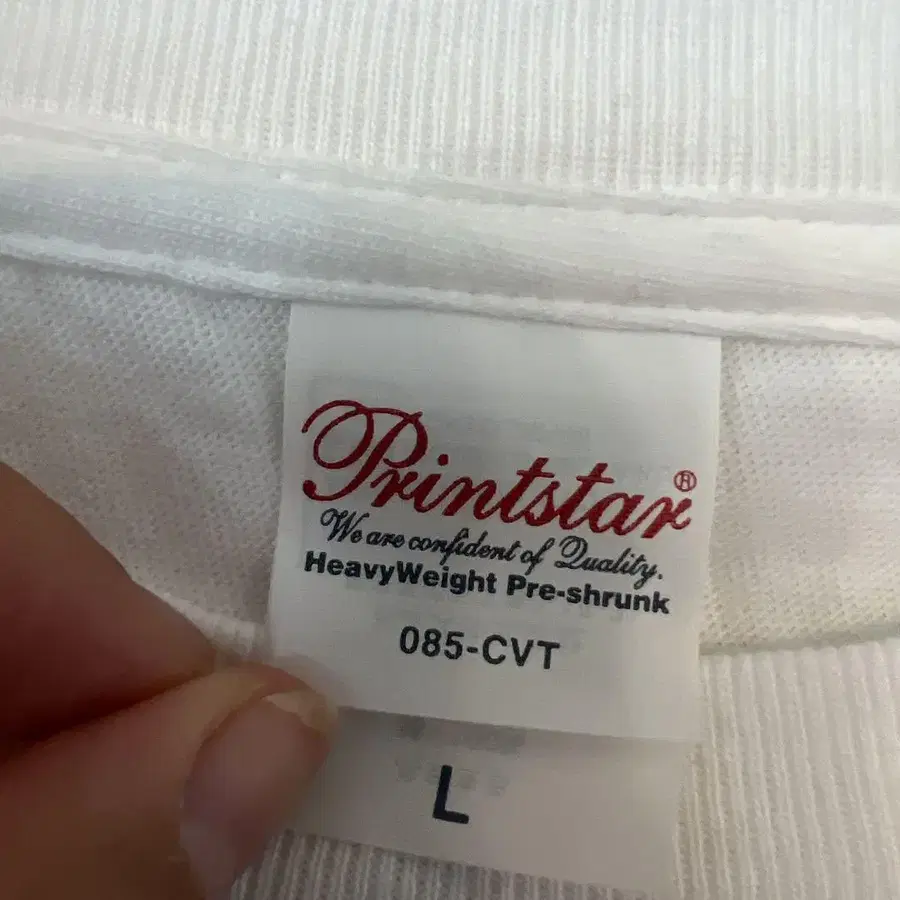 Printstar®
We are confident of Quality.
HeavyWeight Pre-shrunk
085-CVT
L